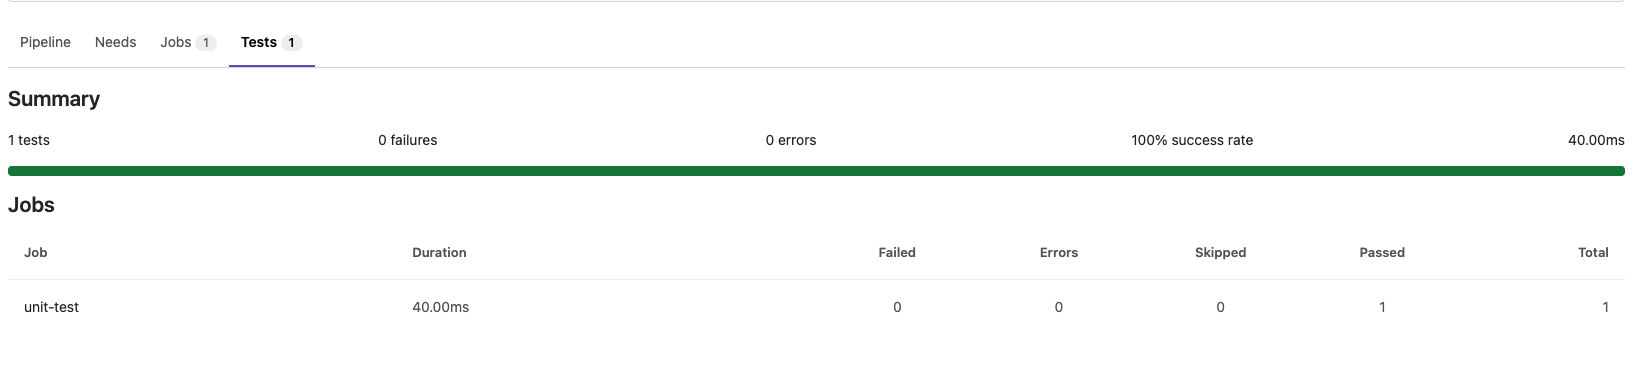 Pipeline Needs Jobs 1 Tests 1
Summary
1 tests 0 failures 0 errors 100% success rate 40.00ms
Jobs
Job Duration Failed Errors Skipped Passed Total
unit-test 40.00ms 0 0 0 1 1